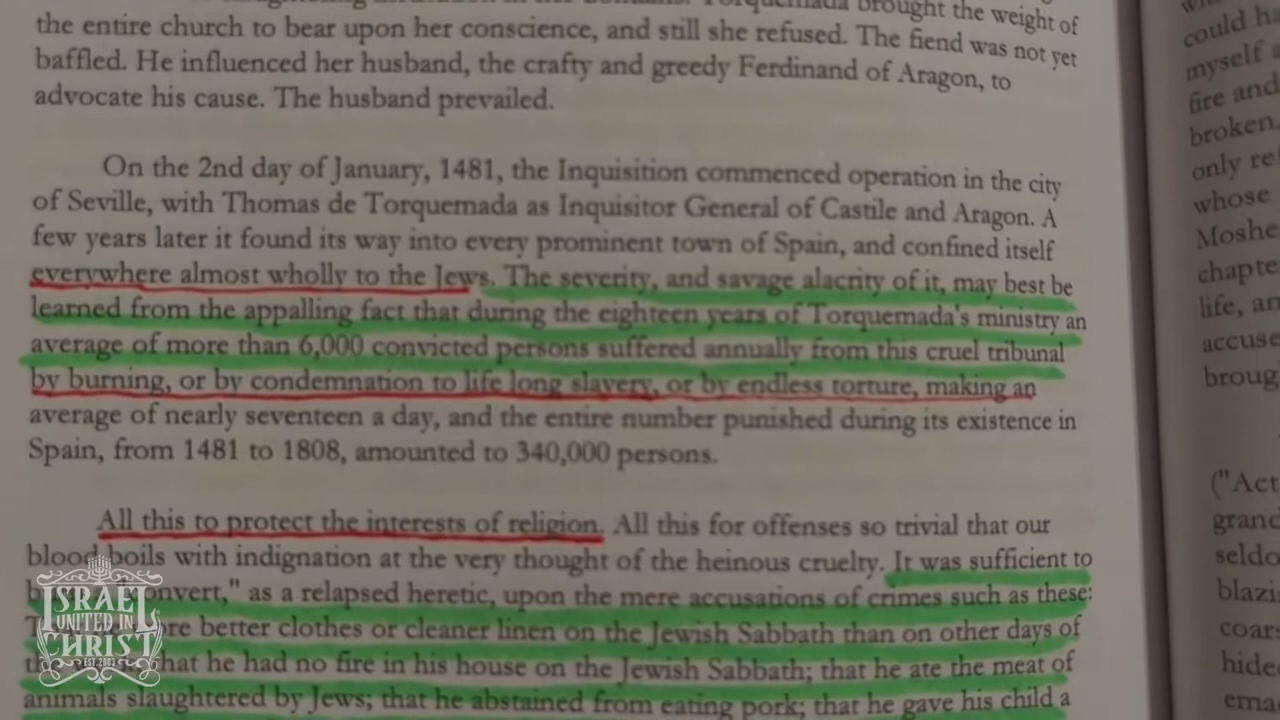 brought the weight of
the entire church to bear upon her conscience, and still she refused. The fiend was not yet
baffled. He influenced her husband, the crafty and greedy Ferdinand of Aragon, to
advocate his cause. The husband prevailed.
On the 2nd day of January, 1481, the Inquisition commenced operation in the city
of Seville, with Thomas de Torquemada as Inquisitor General of Castile and Aragon. A
few years later it found its way into every prominent town of Spain, and confined itself
everywhere almost wholly to the Jews. The severity, and savage alacrity of it, may best be
learned from the appalling fact that during the eighteen years of Torquemada's ministry an
average of more than 6,000 convicted persons suffered annually from this cruel tribunal
by burning, or by condemnation to life long slavery, or by endless torture, making an
average of nearly seventeen a day, and the entire number punished during its existence in
Spain, from 1481 to 1808, amounted to 340,000 persons.
All this to protect the interests of religion. All this for offenses so trivial that our
blood boils with indignation at the very thought of the heinous cruelty. It was sufficient to
as a relapsed heretic, upon the mere accusations of crimes such as these:
better clothes or cleaner linen on the Jewish Sabbath than on other days of
that he had no fire in his house on the Jewish Sabbath; that he ate the meat of
animals slaughtered by Jews; that he abstained from eating pork; that he gave his child a
could
myself
fire and
broken.
only
whose
Moshe
life,
("Act
ISRAEL
UNITED IN
CHRIST
EST. 2003